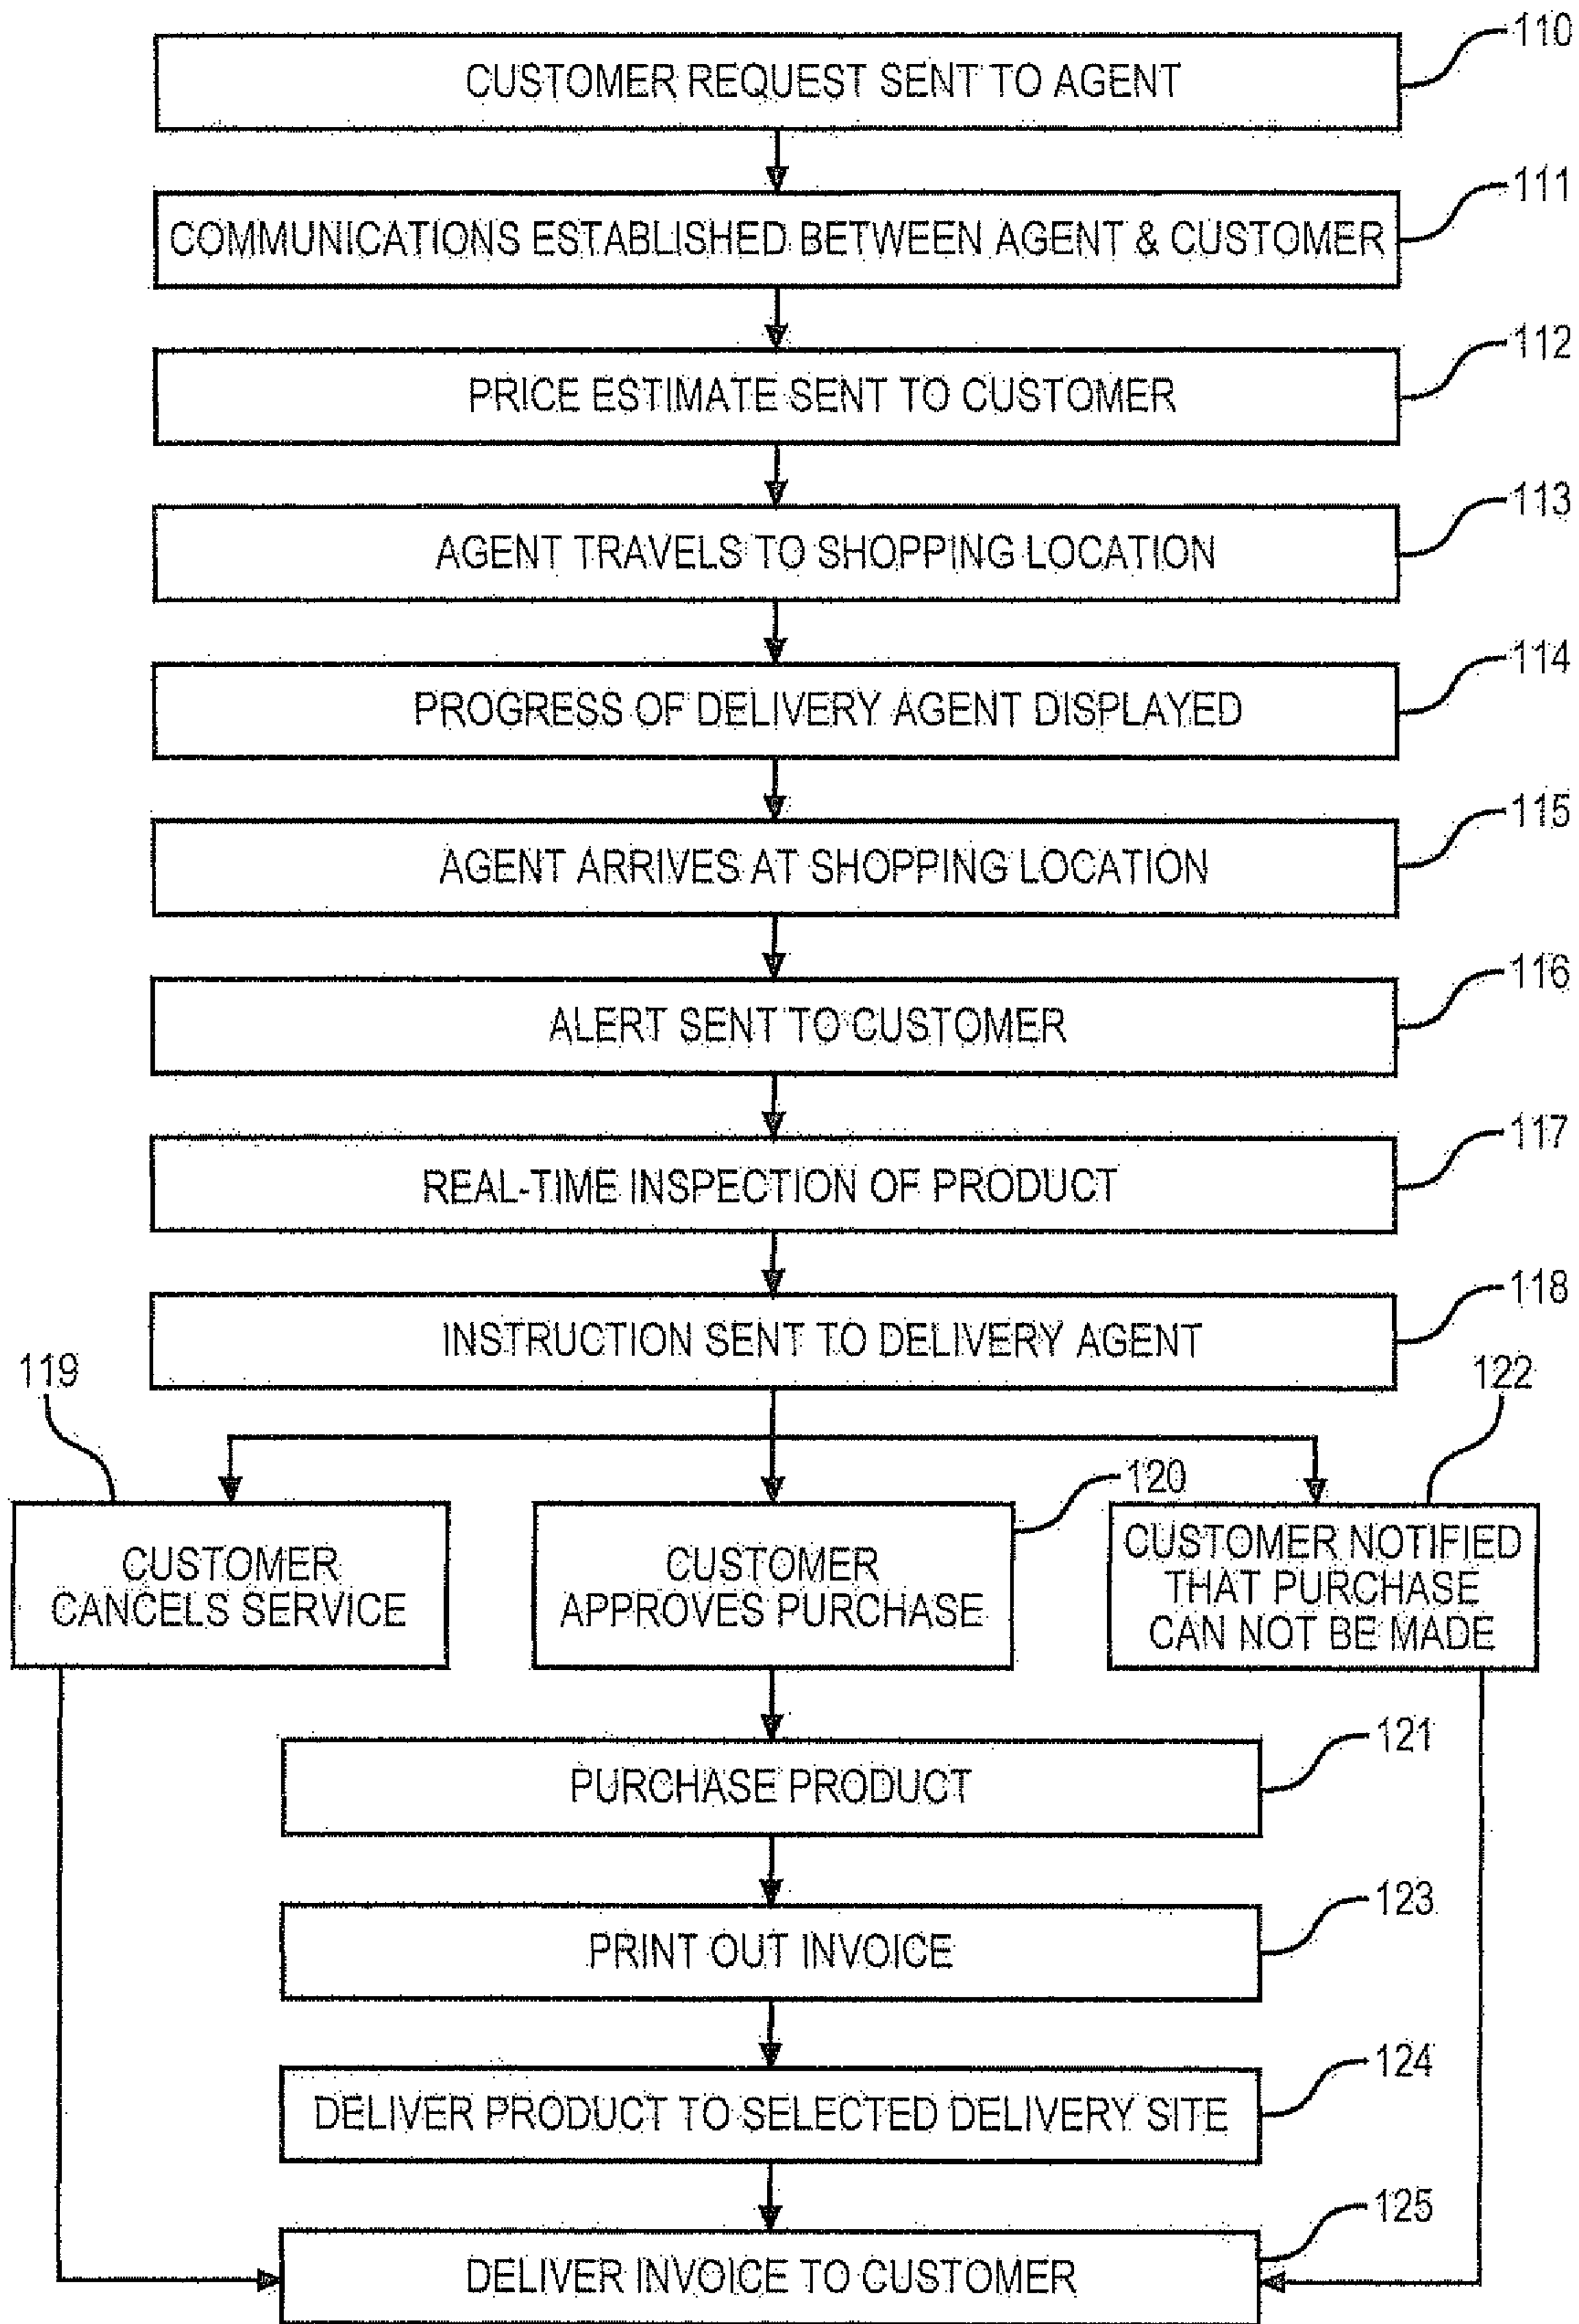 110
CUSTOMER REQUEST SENT TO AGENT
111
COMMUNICATIONS ESTABLISHED BETWEEN AGENT & CUSTOMER
112
PRICE ESTIMATE SENT TO CUSTOMER
113
AGENT TRAVELS TO SHOPPING LOCATION
114
PROGRESS OF DELIVERY AGENT DISPLAYED
115
AGENT ARRIVES AT SHOPPING LOCATION
116
ALERT SENT TO CUSTOMER
117
REAL-TIME INSPECTION OF PRODUCT
118
INSTRUCTION SENT TO DELIVERY AGENT
119
CUSTOMER
CANCELS SERVICE
120
CUSTOMER
APPROVES PURCHASE
122
CUSTOMER NOTIFIED
THAT PURCHASE
CAN NOT BE MADE
121
PURCHASE PRODUCT
123
PRINT OUT INVOICE
124
DELIVER PRODUCT TO SELECTED DELIVERY SITE
125
DELIVER INVOICE TO CUSTOMER